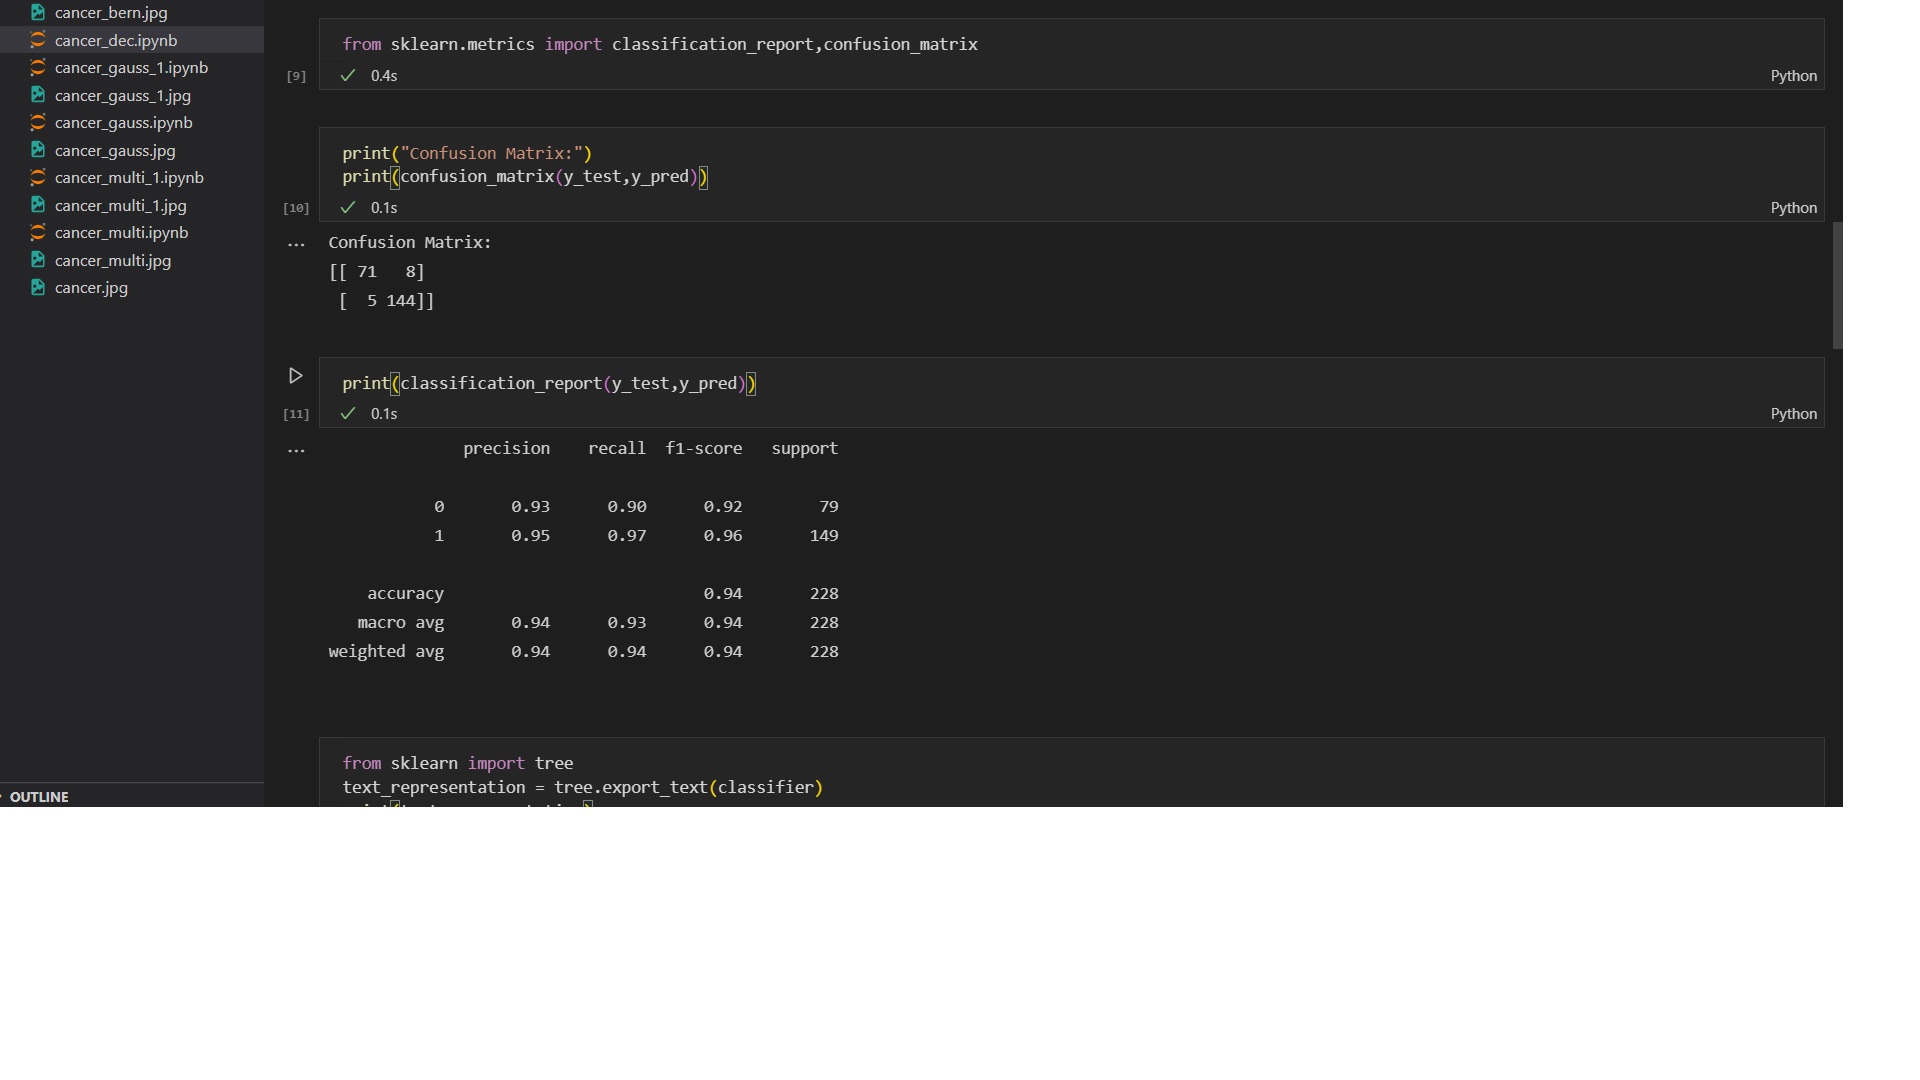 cancer_bern.jpg
cancer_dec.ipynb
cancer_gauss_1.ipynb
cancer_gauss_1.jpg
cancer_gauss.ipynb
cancer_gauss.jpg
cancer_multi_1.ipynb
cancer_multi_1.jpg
cancer_multi.ipynb
cancer_multi.jpg
cancer.jpg
OUTLINE
from sklearn.metrics import classification_report,confusion_matrix
[9] 0.4s Python
print("Confusion Matrix:")
print(confusion_matrix(y_test,y_pred))
[10] 0.1s Python
... Confusion Matrix:
[[ 71   8]
 [  5 144]]
print(classification_report(y_test,y_pred))
[11] 0.1s Python
... precision recall f1-score support
0 0.93 0.90 0.92 79
1 0.95 0.97 0.96 149
accuracy 0.94 228
macro avg 0.94 0.93 0.94 228
weighted avg 0.94 0.94 0.94 228
from sklearn import tree
text_representation = tree.export_text(classifier)